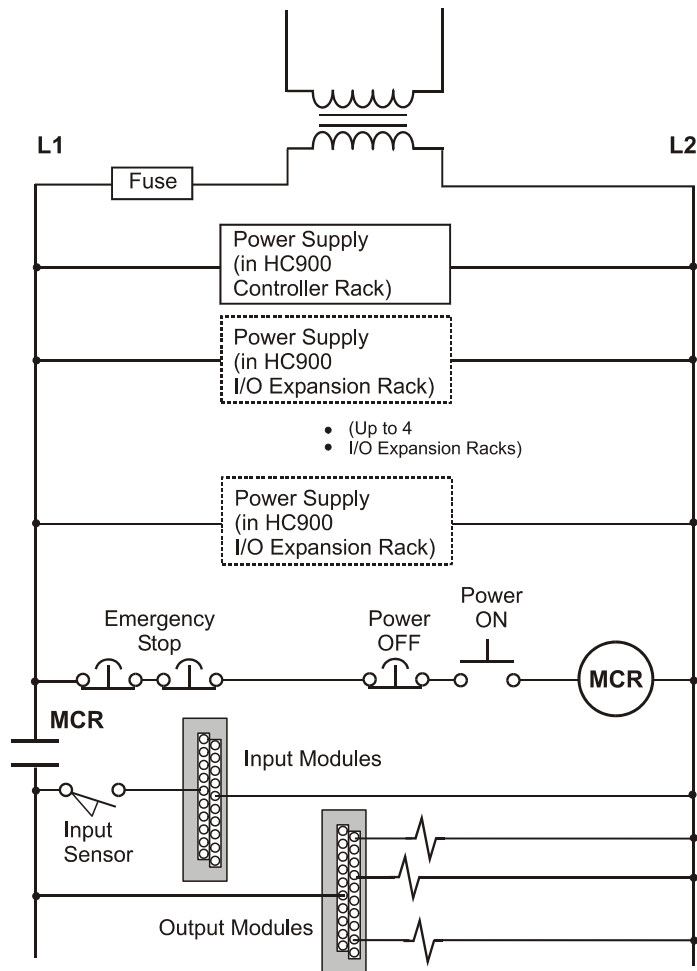 L1
L2
Fuse
Power Supply
(in HC900
Controller Rack)
Power Supply
(in HC900
I/O Expansion Rack)
• (Up to 4
• I/O Expansion Racks)
Power Supply
(in HC900
I/O Expansion Rack)
Emergency
Stop
Power
OFF
Power
ON
MCR
MCR
Input Modules
Input
Sensor
Output Modules